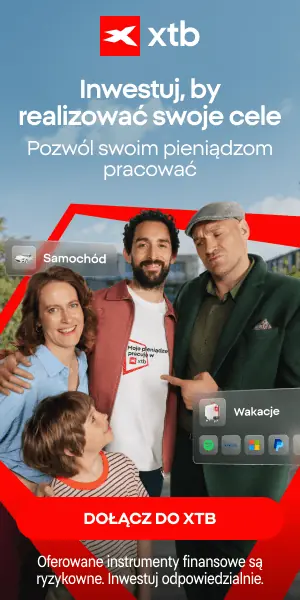 xtb
Inwestuj, by
realizować swoje cele
Pozwól swoim pieniądzom
pracować
Samochód
Moje pieniądze
pracują w
xtb
Wakacje
DOŁĄCZ DO XTB
Oferowane instrumenty finansowe są
ryzykowne. Inwestuj odpowiedzialnie.